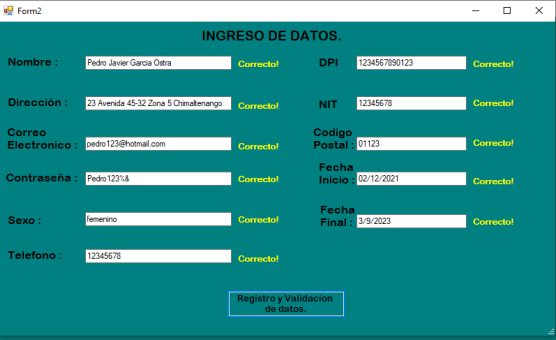 Form2
INGRESO DE DATOS.
Nombre : Pedro Javier Garcia Ostra Correcto!
DPI 1234567890123 Correcto!
Dirección : 23 Avenida 45-32 Zona 5 Chimaltenango Correcto!
NIT 12345678 Correcto!
Correo
Electronico : pedro123@hotmail.com Correcto!
Codigo
Postal : 01123 Correcto!
Contraseña : Pedro123%& Correcto!
Fecha
Inicio : 02/12/2021 Correcto!
Sexo : femenino Correcto!
Fecha
Final : 3/9/2023 Correcto!
Telefono : 12345678 Correcto!
Registro y Validacion
de datos.